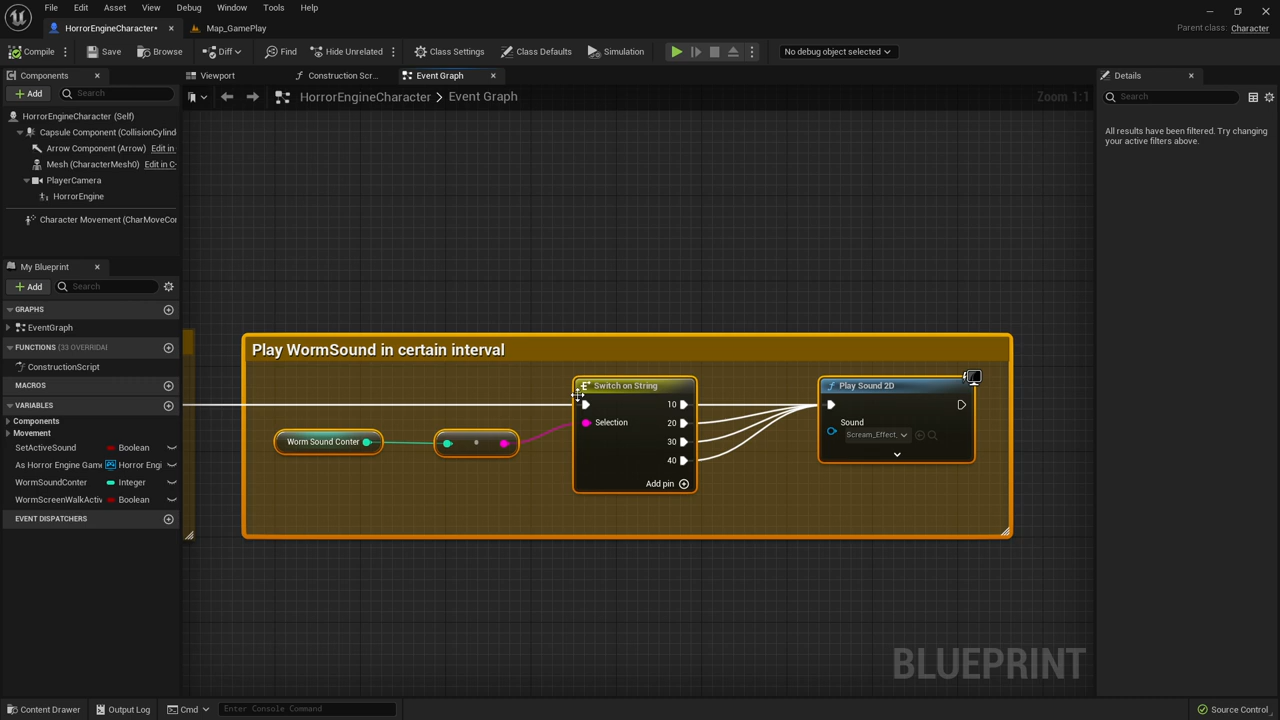 File Edit Asset View Debug Window Tools Help
HorrorEngineCharacter* Map_GamePlay
Parent class: Character
Compile Save Browse Diff Find Hide Unrelated Class Settings Class Defaults Simulation No debug object selected
Components
Viewport Construction Scr... Event Graph
Details
Add Search
HorrorEngineCharacter > Event Graph
Zoom 1:1
Search
HorrorEngineCharacter (Self)
Capsule Component (CollisionCylind
Arrow Component (Arrow) Edit in
Mesh (CharacterMesh0) Edit in C
PlayerCamera
HorrorEngine
Character Movement (CharMoveCor
All results have been filtered. Try changing
your active filters above.
My Blueprint
Add Search
GRAPHS
EventGraph
FUNCTIONS (33 OVERRIDA
ConstructionScript
MACROS
VARIABLES
Components
Movement
SetActiveSound Boolean
As Horror Engine Game Horror Engi
WormSoundConter Integer
WormScreenWalkActiv Boolean
EVENT DISPATCHERS
Play WormSound in certain interval
Worm Sound Conter
Switch on String
10
Selection 20
30
40
Add pin
Play Sound 2D
Sound
Scream_Effect_
BLUEPRINT
Content Drawer Output Log Cmd Enter Console Command Source Control